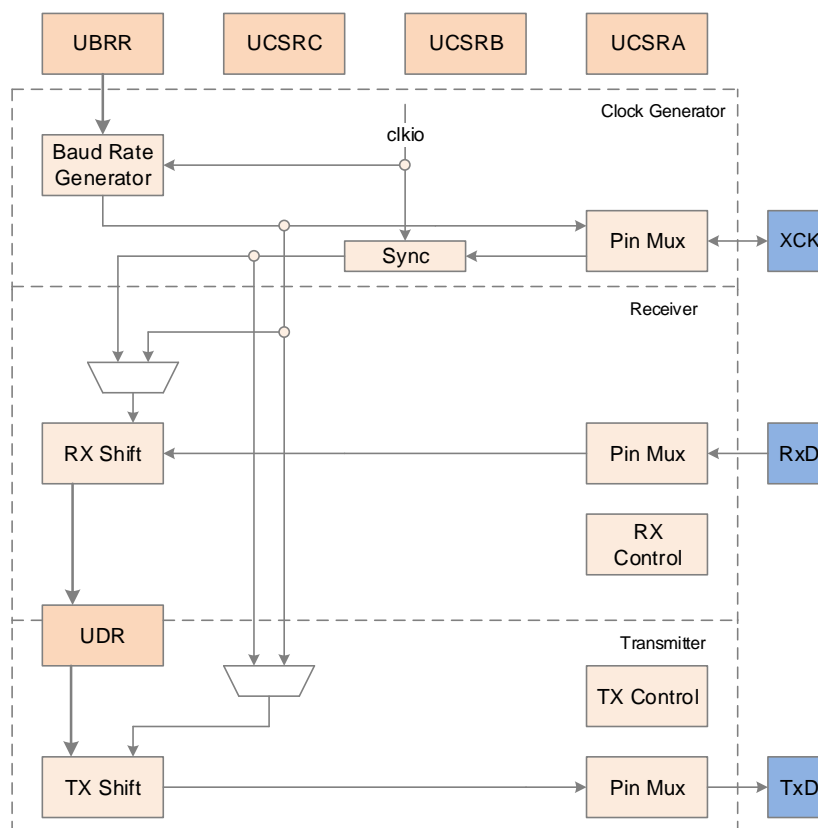 UBRR
UCSRC
UCSRB
UCSRA
Clock Generator
clkio
Baud Rate
Generator
Sync
Pin Mux
XCK
Receiver
RX Shift
Pin Mux
RxD
RX
Control
UDR
Transmitter
TX Control
TX Shift
Pin Mux
TxD